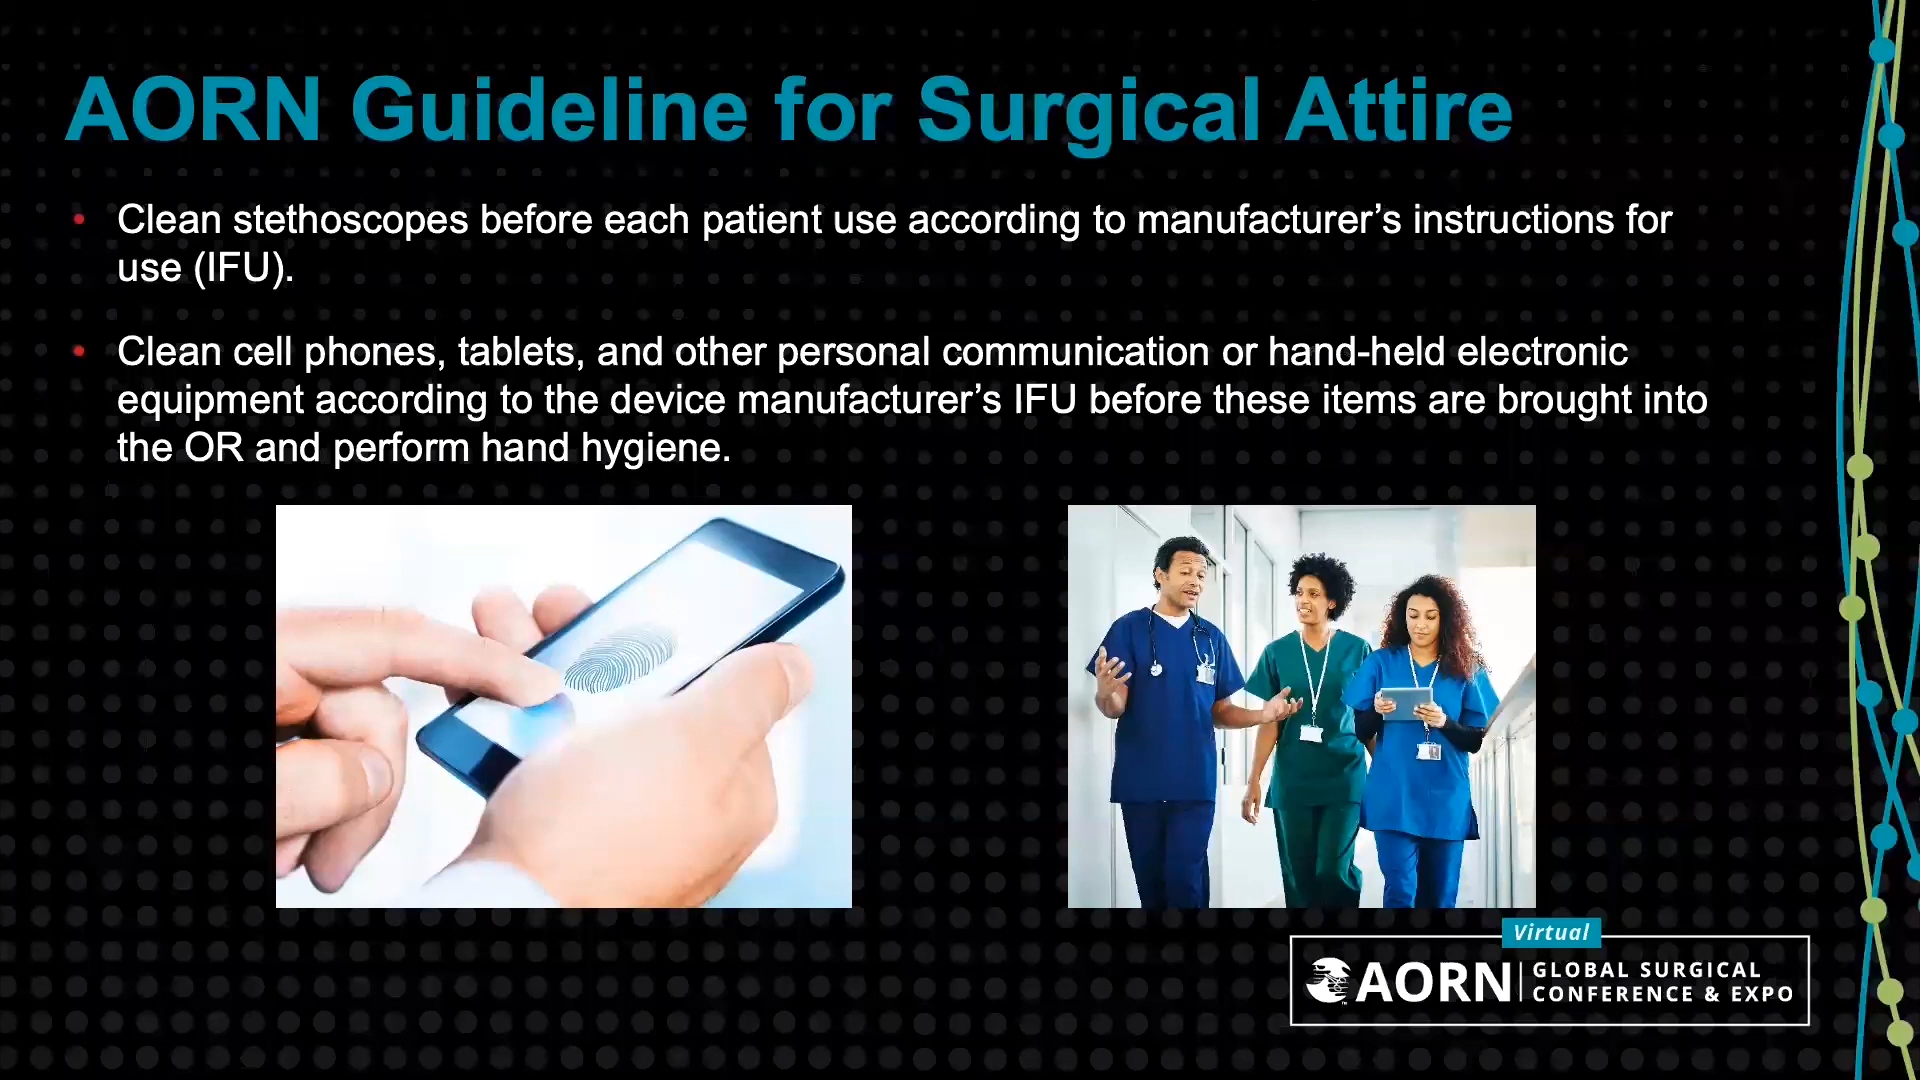 AORN Guideline for Surgical Attire
• Clean stethoscopes before each patient use according to manufacturer’s instructions for
use (IFU).
• Clean cell phones, tablets, and other personal communication or hand-held electronic
equipment according to the device manufacturer’s IFU before these items are brought into
the OR and perform hand hygiene.
Virtual
AORN
GLOBAL SURGICAL
CONFERENCE & EXPO